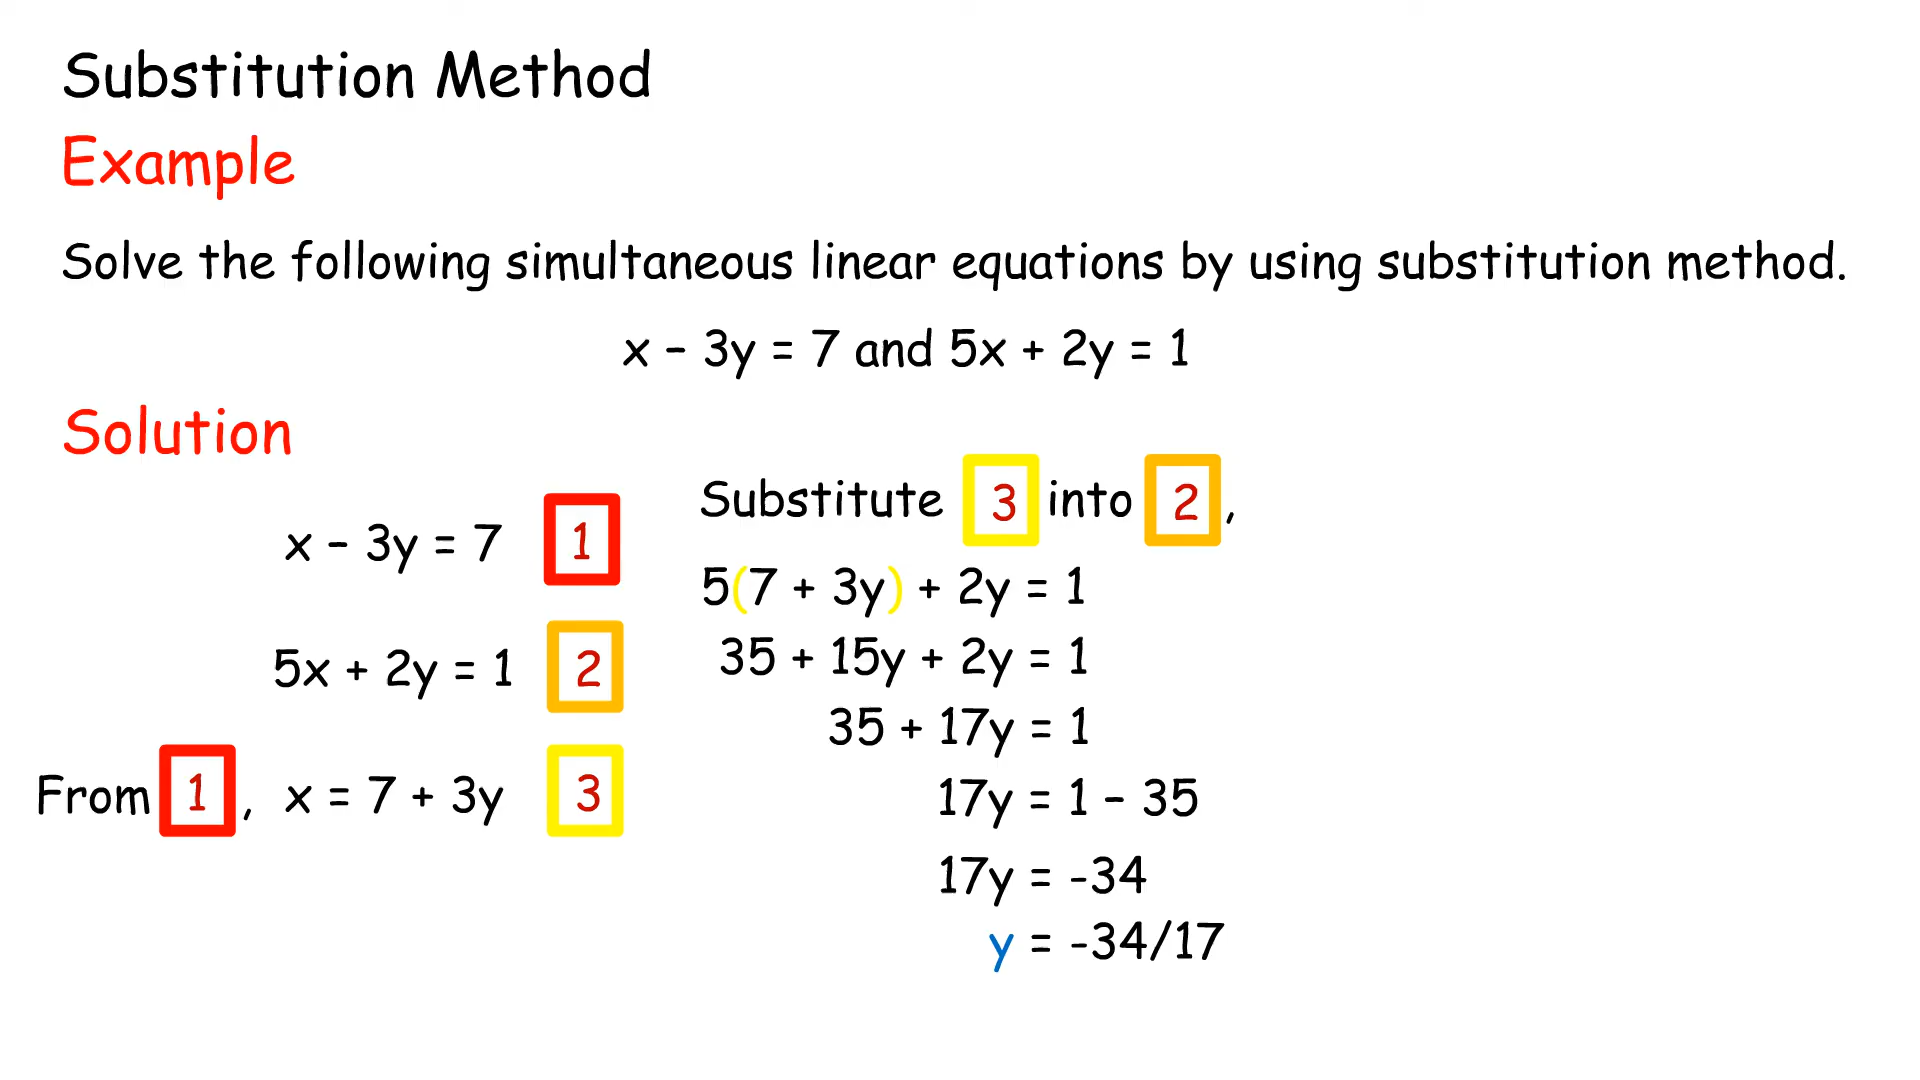 Substitution Method
Example
Solve the following simultaneous linear equations by using substitution method.
x – 3y = 7 and 5x + 2y = 1
Solution
x – 3y = 7 1
5x + 2y = 1 2
From 1 , x = 7 + 3y 3
Substitute 3 into 2 ,
5(7 + 3y) + 2y = 1
35 + 15y + 2y = 1
35 + 17y = 1
17y = 1 – 35
17y = -34
y = -34/17